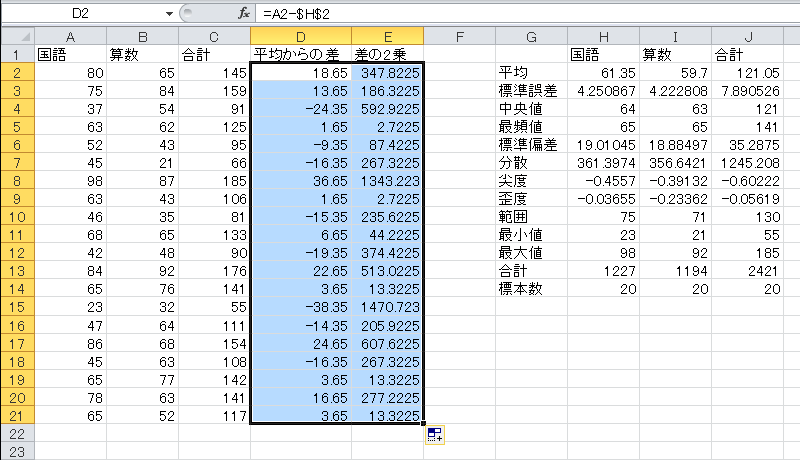 D2 fx =A2-$H$2
A B C D E F G H I J
1 国語 算数 合計 平均からの差 差の2乗 国語 算数 合計
2 80 65 145 18.65 347.8225 平均 61.35 59.7 121.05
3 75 84 159 13.65 186.3225 標準誤差 4.250867 4.222808 7.890526
4 37 54 91 -24.35 592.9225 中央値 64 63 121
5 63 62 125 1.65 2.7225 最頻値 65 65 141
6 52 43 95 -9.35 87.4225 標準偏差 19.01045 18.88497 35.2875
7 45 21 66 -16.35 267.3225 分散 361.3974 356.6421 1245.208
8 98 87 185 36.65 1343.223 尖度 -0.4557 -0.39132 -0.60222
9 63 43 106 1.65 2.7225 歪度 -0.03655 -0.23362 -0.05619
10 46 35 81 -15.35 235.6225 範囲 75 71 130
11 68 65 133 6.65 44.2225 最小値 23 21 55
12 42 48 90 -19.35 374.4225 最大値 98 92 185
13 84 92 176 22.65 513.0225 合計 1227 1194 2421
14 65 76 141 3.65 13.3225 標本数 20 20 20
15 23 32 55 -38.35 1470.723
16 47 64 111 -14.35 205.9225
17 86 68 154 24.65 607.6225
18 45 63 108 -16.35 267.3225
19 65 77 142 3.65 13.3225
20 78 63 141 16.65 277.2225
21 65 52 117 3.65 13.3225
22
23